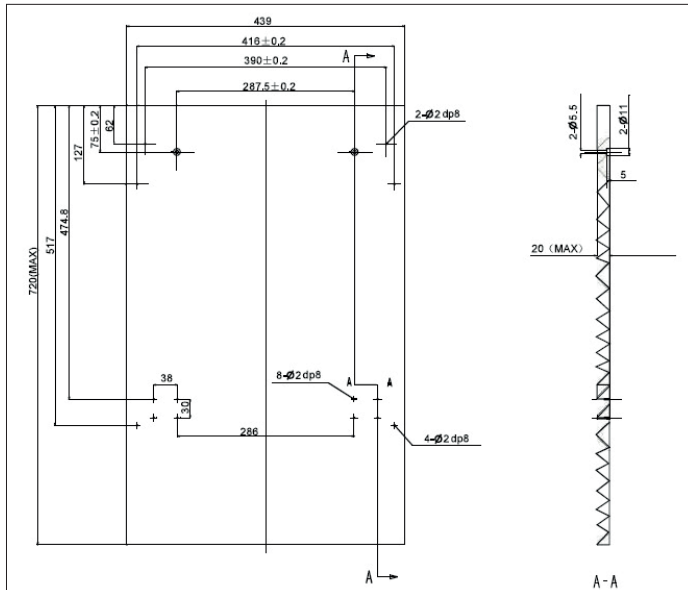 439
416±0.2
A
390±0.2
287.5±0.2
2-Ø2 dp8
62
75±0.2
127
474.8
517
720(MAX)
2-Ø5.5
2-Ø11
5
20 (MAX)
38
8-Ø2 dp8
A
A
30
286
4-Ø2 dp8
A
A-A